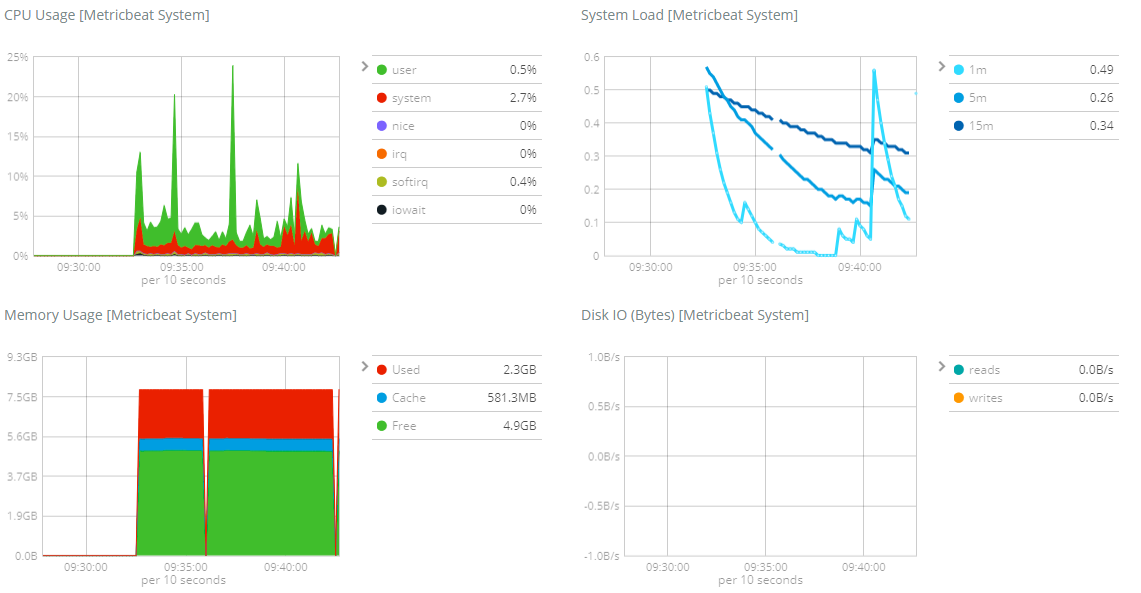 CPU Usage [Metricbeat System]
25%
20%
15%
10%
5%
0%
09:30:00 09:35:00 09:40:00
per 10 seconds
user 0.5%
system 2.7%
nice 0%
irq 0%
softirq 0.4%
iowait 0%
System Load [Metricbeat System]
0.6
0.5
0.4
0.3
0.2
0.1
0
09:30:00 09:35:00 09:40:00
per 10 seconds
1m 0.49
5m 0.26
15m 0.34
Memory Usage [Metricbeat System]
9.3GB
7.5GB
5.6GB
3.7GB
1.9GB
0.0B
09:30:00 09:35:00 09:40:00
per 10 seconds
Used 2.3GB
Cache 581.3MB
Free 4.9GB
Disk IO (Bytes) [Metricbeat System]
1.0B/s
0.5B/s
0.0B/s
-0.5B/s
-1.0B/s
09:30:00 09:35:00 09:40:00
per 10 seconds
reads 0.0B/s
writes 0.0B/s